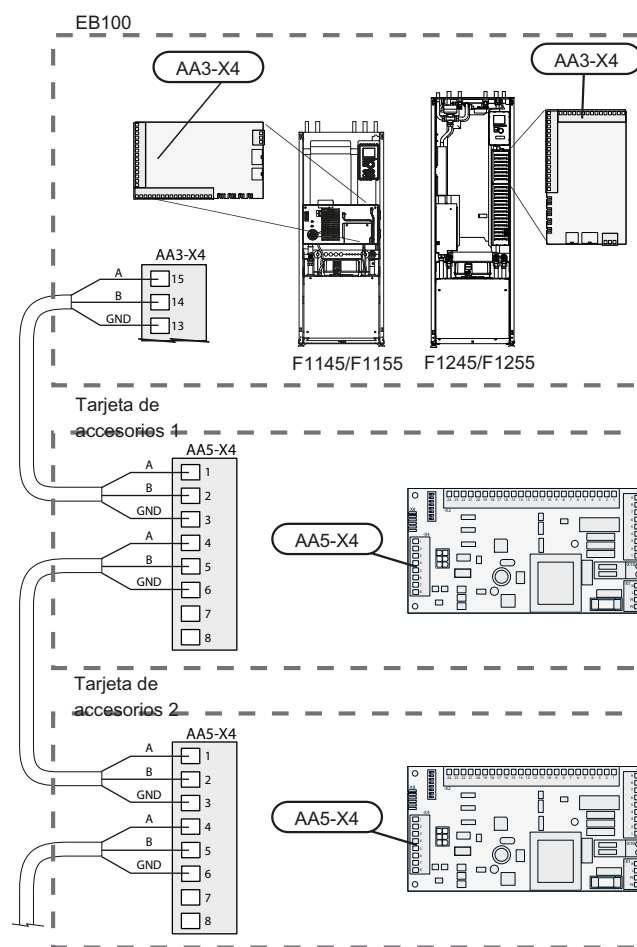 EB100
AA3-X4
AA3-X4
AA3-X4
A
15
B
14
GND
13
F1145/F1155
F1245/F1255
Tarjeta de
accesorios 1
AA5-X4
A
1
B
2
GND
3
A
4
B
5
GND
6
7
8
AA5-X4
Tarjeta de
accesorios 2
AA5-X4
A
1
B
2
GND
3
A
4
B
5
GND
6
7
8
AA5-X4